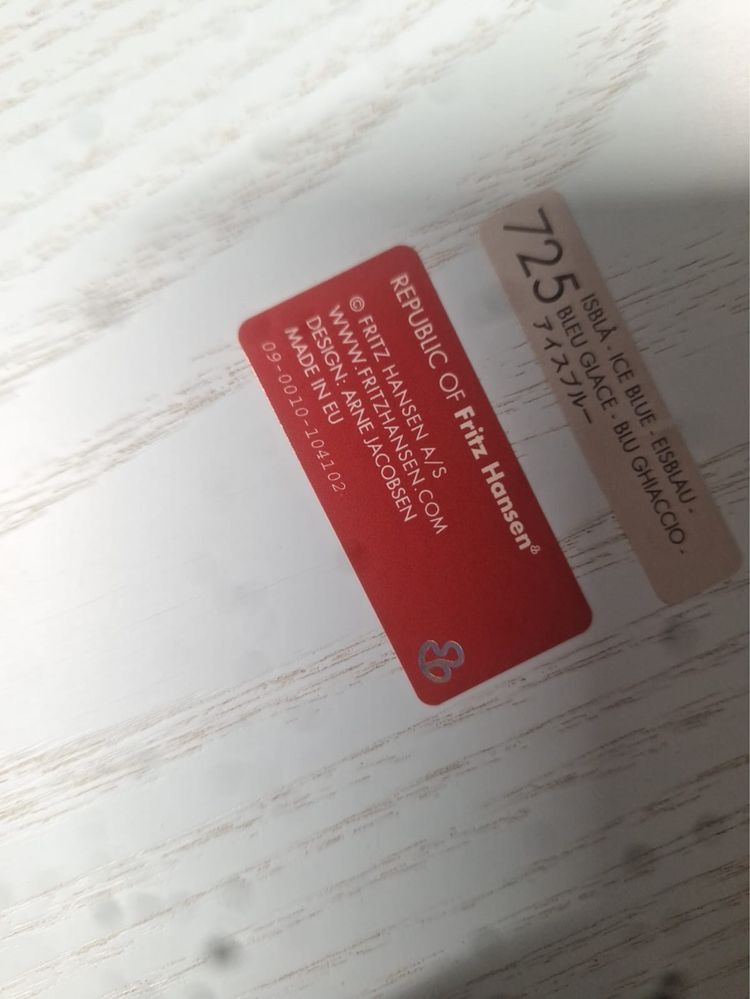 REPUBLIC OF Fritz Hansen®
© FRITZ HANSEN A/S
WWW.FRITZHANSEN.COM
DESIGN: ARNE JACOBSEN
MADE IN EU
09-0010-104102
725
ISBLÅ - ICE BLUE - EISBLAU -
BLEU GLACE - BLU GHIACCIO -
アイスブルー